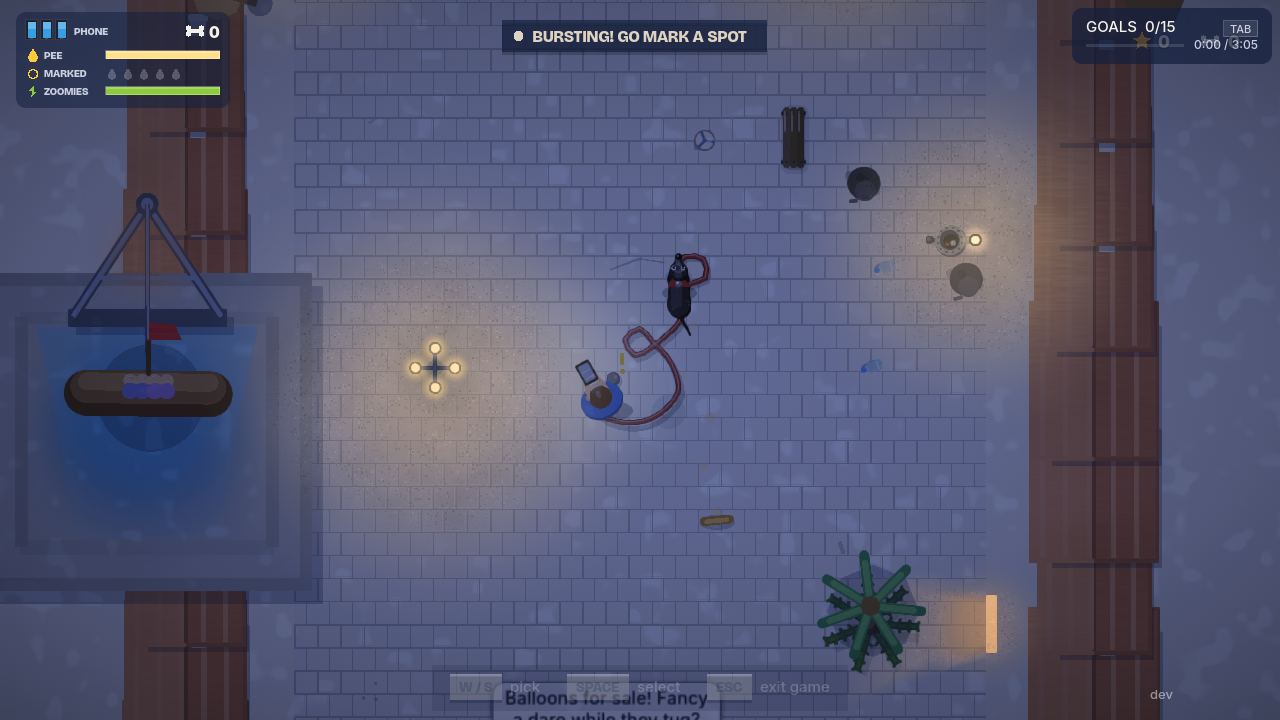 PHONE
0
PEE
MARKED
ZOOMIES
BURSTING! GO MARK A SPOT
GOALS 0/15
TAB
0
0:00 / 3:05
W / S pick SPACE select ESC exit game
Balloons for sale! Fancy
a dare while they tug?
dev